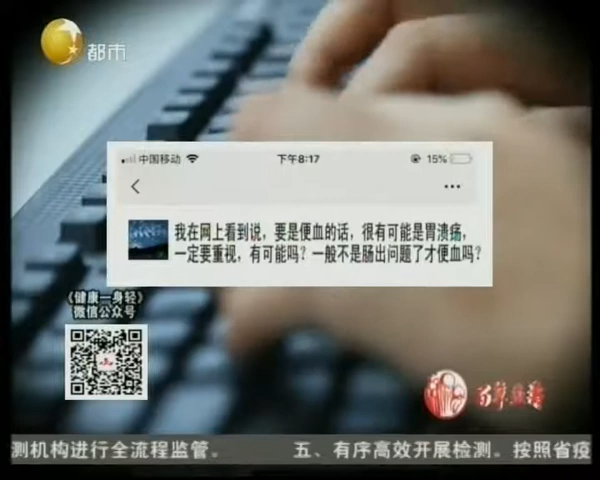 都市
中国移动
下午8:17
15%
我在网上看到说，要是便血的话，很有可能是胃溃疡，
一定要重视，有可能吗？一般不是肠出问题了才便血吗？
《健康一身轻》
微信公众号
测机构进行全流程监管。 五、有序高效开展检测。按照省疫